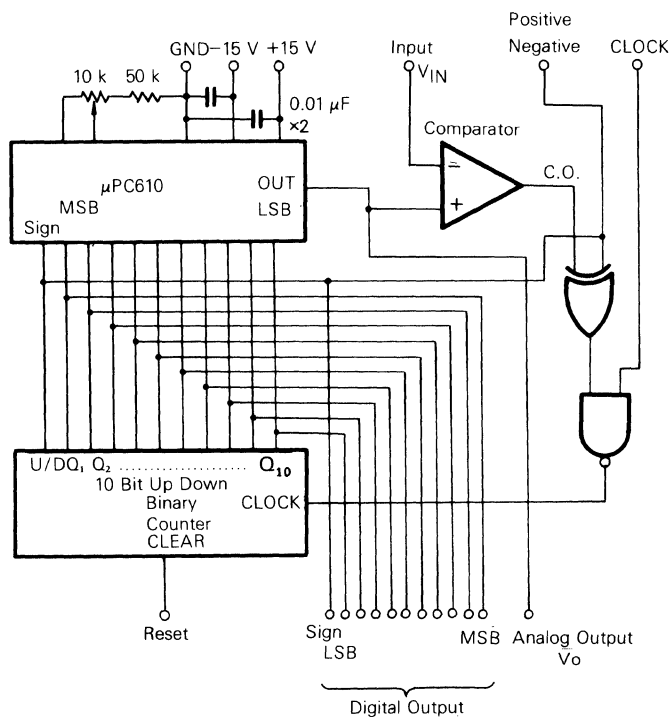 Positive
GND -15 V +15 V
Input
Negative
CLOCK
VIN
10 k
50 k
0.01 µF
×2
Comparator
µPC610
OUT
MSB
LSB
Sign
−
+
C.O.
U/D Q1 Q2 ........................ Q10
10 Bit Up Down
Binary
CLOCK
Counter
CLEAR
Reset
Sign
MSB
Analog Output
LSB
Vo
Digital Output